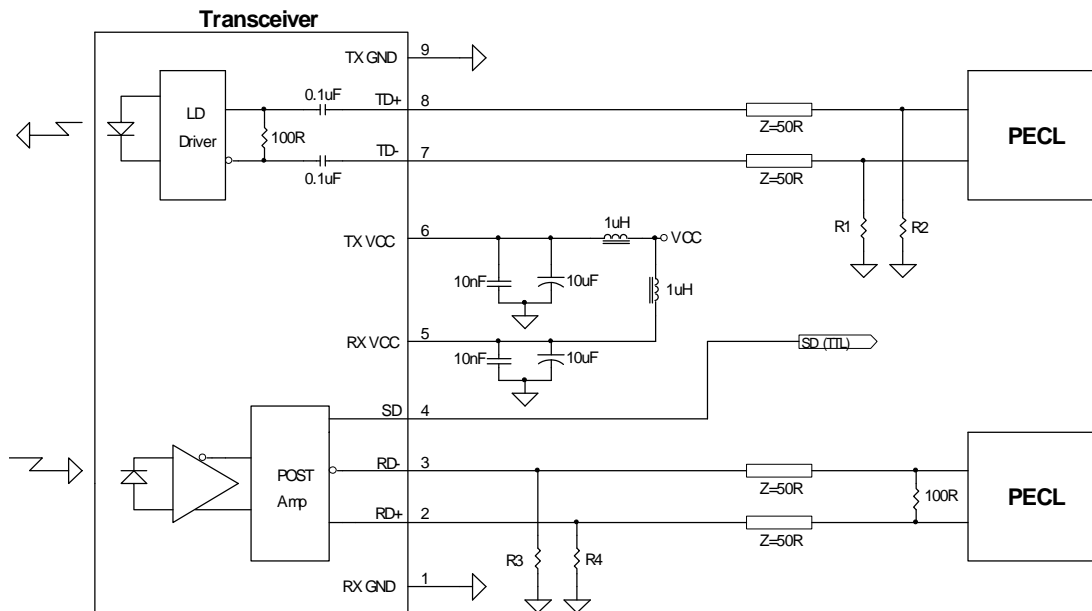 Transceiver
TX GND 9
0.1uF TD+ 8
LD
Driver
100R
Z=50R
PECL
TD- 7
0.1uF
Z=50R
R1 R2
1uH
TX VCC 6
VCC
10nF 10uF
1uH
RX VCC 5
SD (TTL)
10nF 10uF
SD 4
RD- 3
POST
Amp
Z=50R
100R
PECL
RD+ 2
Z=50R
R3 R4
RX GND 1